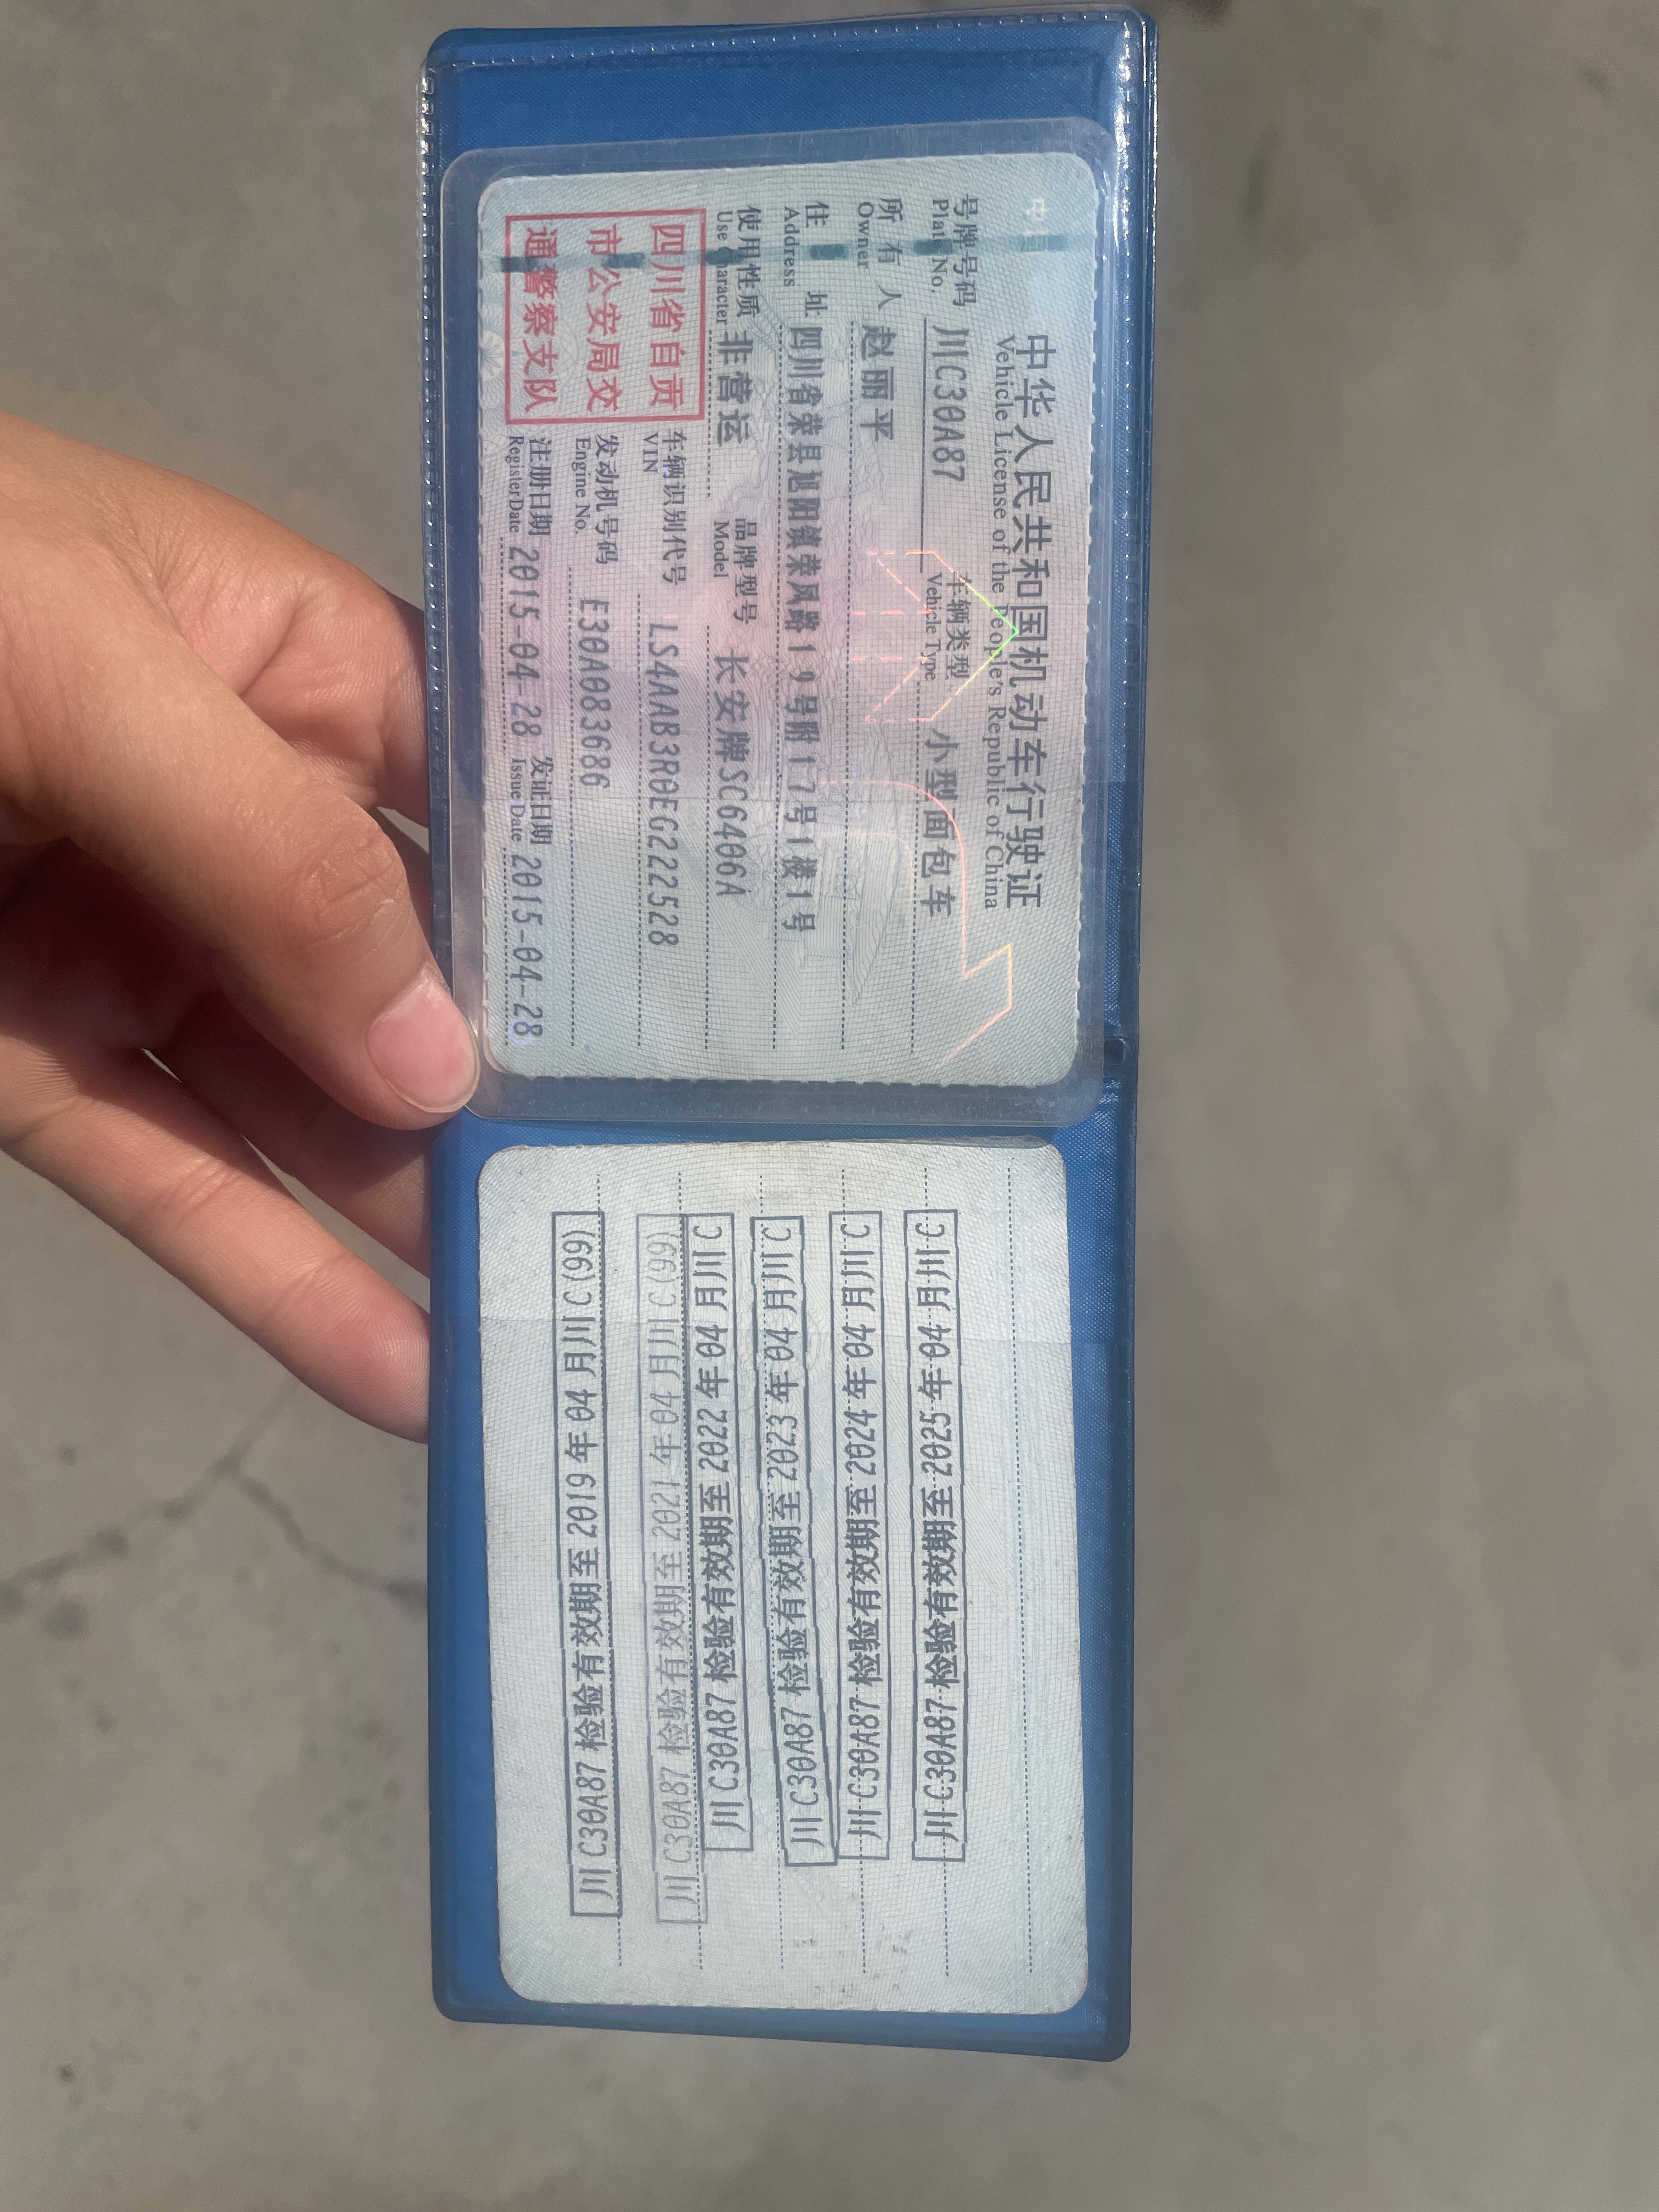 中华人民共和国机动车行驶证
Vehicle License of the People's Republic of China
号牌号码 川C30A87 车辆类型 小型面包车
Plate No. Vehicle Type
所有人 赵丽平
Owner
住址 四川省荣县旭阳镇荣凤路19号附17号1楼1号
Address
使用性质 非营运 品牌型号 长安牌SC6406A
Use Character Model
四川省自贡
市公安局交
通警察支队
车辆识别代号 LS4AAB3R0EG222528
VIN
发动机号码 E30A083686
Engine No.
注册日期 2015-04-28 发证日期 2015-04-28
Register Date Issue Date
川C30A87 检验有效期至 2019 年 04 月川C(99)
川C30A87 检验有效期至 2021 年 04 月川C(99)
川C30A87 检验有效期至 2022 年 04 月川C
川C30A87 检验有效期至 2023 年 04 月川C
川C30A87 检验有效期至 2024 年 04 月川C
川C30A87 检验有效期至 2025 年 04 月川C